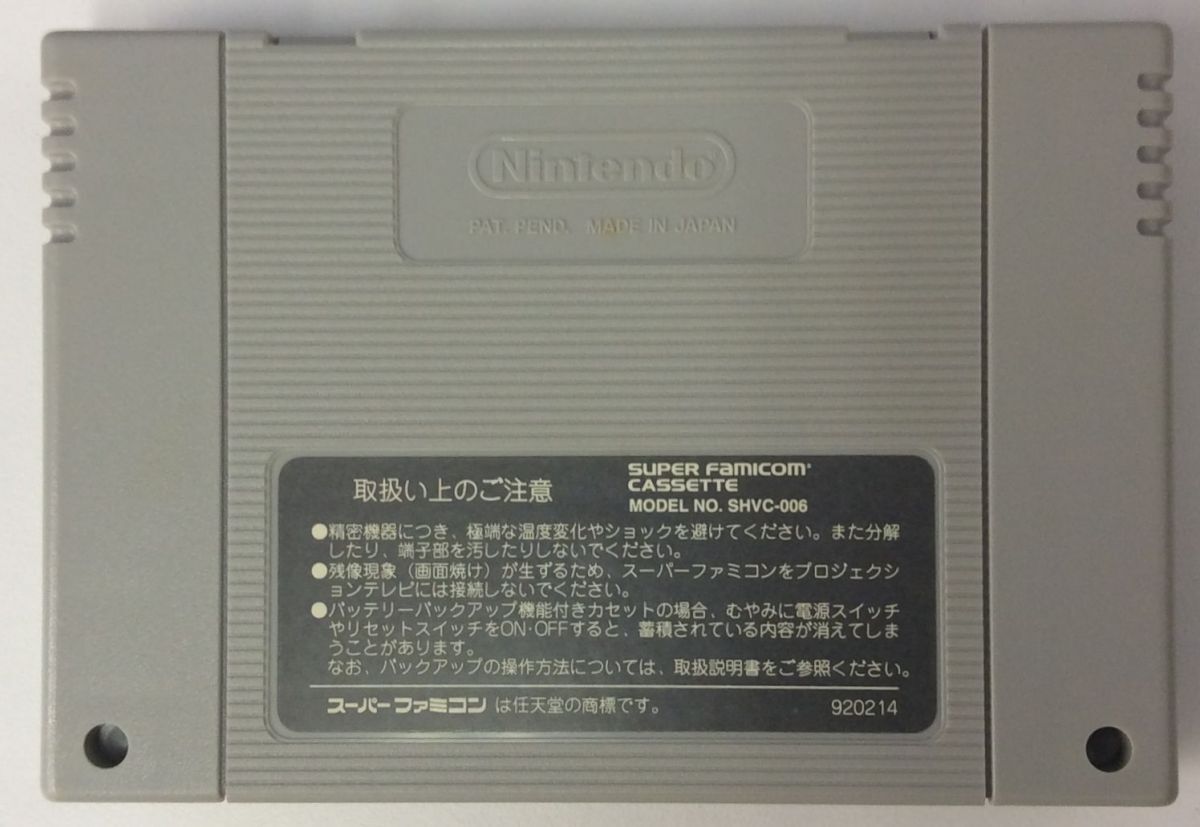 Nintendo®
PAT. PEND. MADE IN JAPAN
取扱い上のご注意
SUPER FAMICOM®
CASSETTE
MODEL NO. SHVC-006
●精密機器につき、極端な温度変化やショックを避けてください。また分解
したり、端子部を汚したりしないでください。
●残像現象（画面焼け）が生ずるため、スーパーファミコンをプロジェクシ
ョンテレビには接続しないでください。
●バッテリーバックアップ機能付きカセットの場合、むやみに電源スイッチ
やリセットスイッチをON·OFFすると、蓄積されている内容が消えてしま
うことがあります。
なお、バックアップの操作方法については、取扱説明書をご参照ください。
スーパーファミコンは任天堂の商標です。
920214